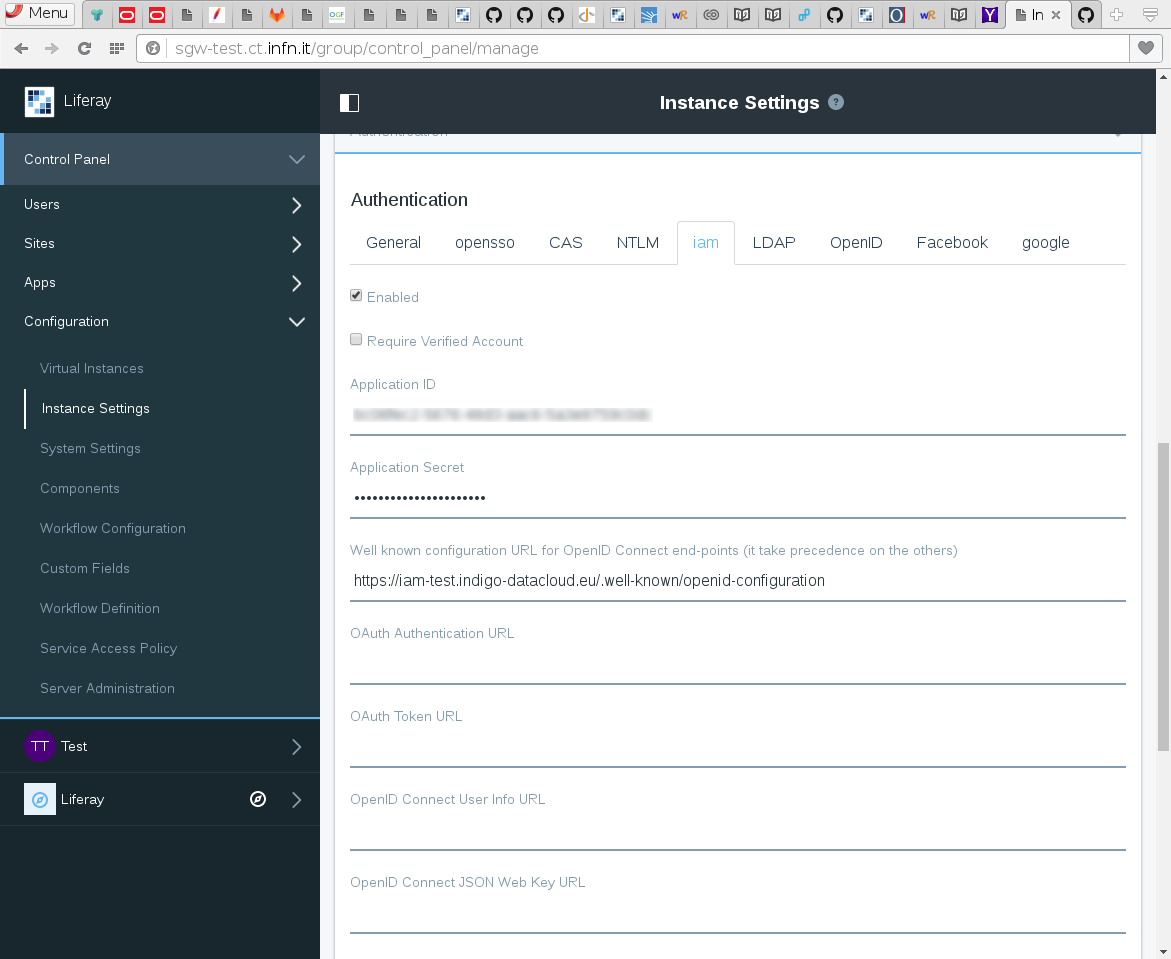 Menu
In
sgw-test.ct.infn.it/group/control_panel/manage
Liferay
Instance Settings ?
Control Panel
Users
Sites
Apps
Configuration
Virtual Instances
Instance Settings
System Settings
Components
Workflow Configuration
Custom Fields
Workflow Definition
Service Access Policy
Server Administration
TT Test
Liferay
Authentication
Authentication
General opensso CAS NTLM iam LDAP OpenID Facebook google
Enabled
Require Verified Account
Application ID
Application Secret
••••••••••••••••••••••
Well known configuration URL for OpenID Connect end-points (it take precedence on the others)
https://iam-test.indigo-datacloud.eu/.well-known/openid-configuration
OAuth Authentication URL
OAuth Token URL
OpenID Connect User Info URL
OpenID Connect JSON Web Key URL